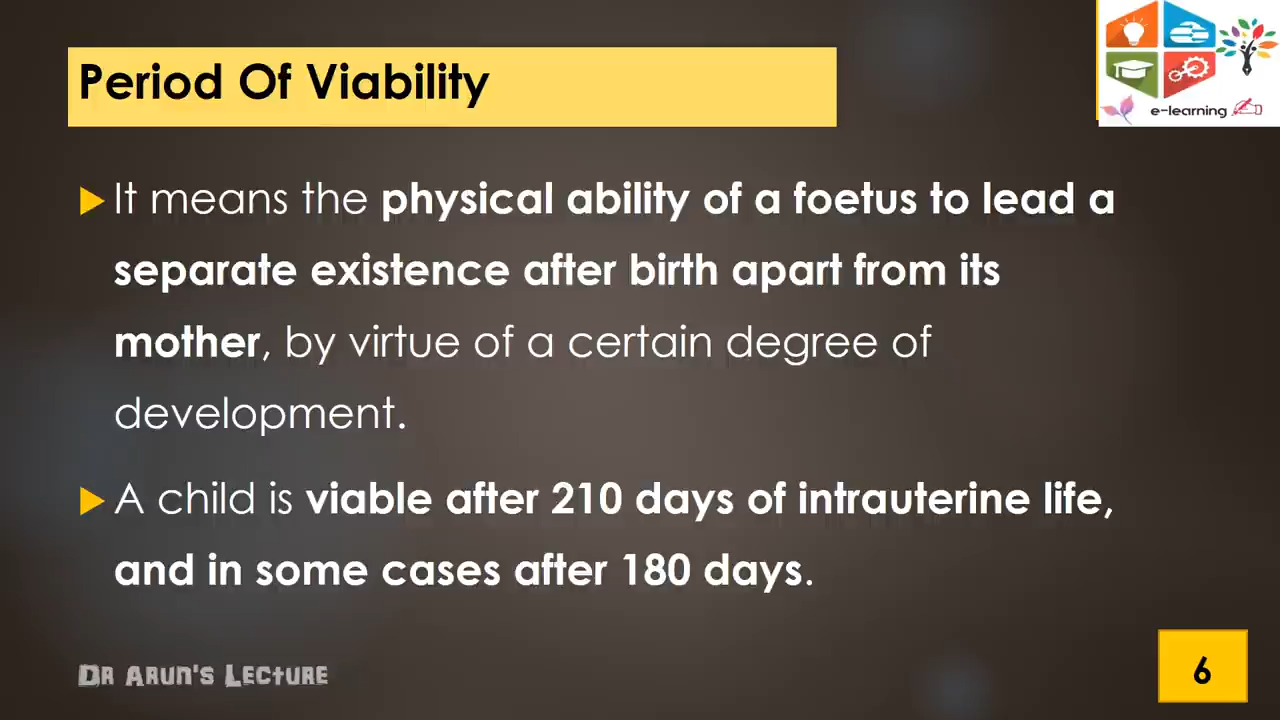 Period Of Viability
e-learning
It means the physical ability of a foetus to lead a
separate existence after birth apart from its
mother, by virtue of a certain degree of
development.
A child is viable after 210 days of intrauterine life,
and in some cases after 180 days.
Dr Arun's Lecture
6